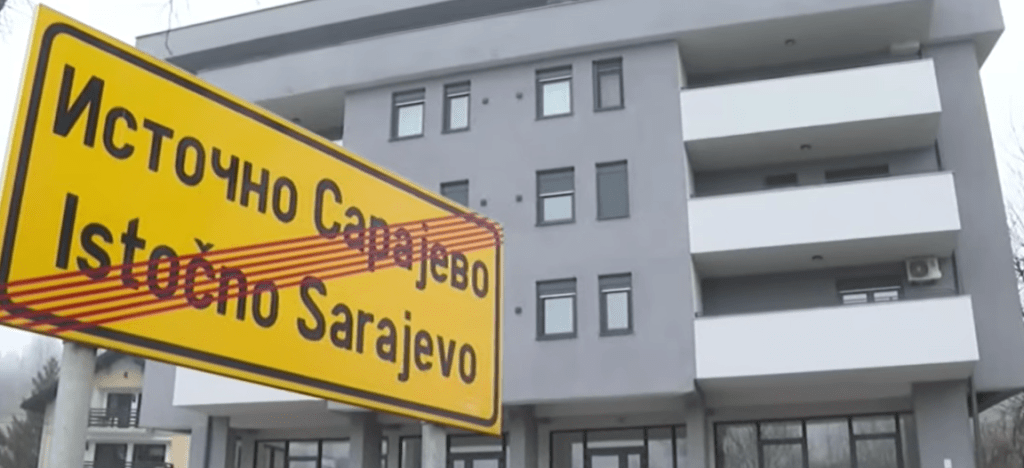 Источно Сарајево
Istočno Sarajevo